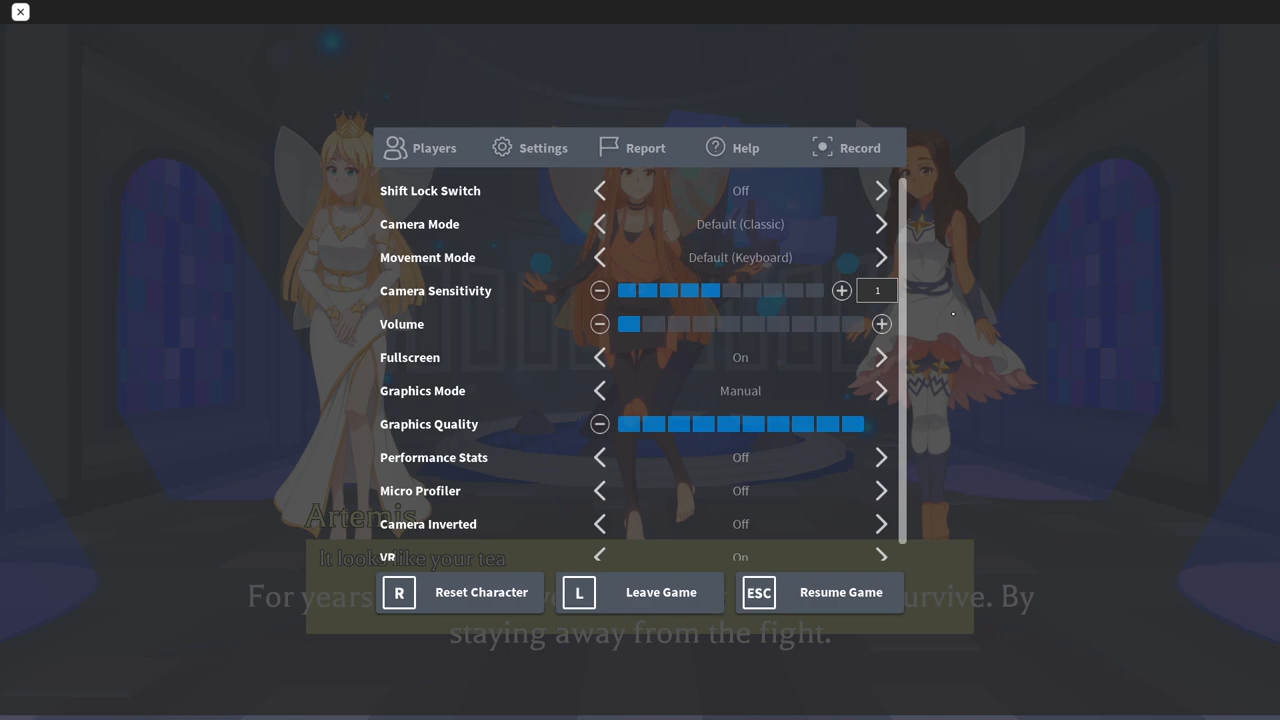 Players Settings Report Help Record
Shift Lock Switch Off
Camera Mode Default (Classic)
Movement Mode Default (Keyboard)
Camera Sensitivity 1
Volume
Fullscreen On
Graphics Mode Manual
Graphics Quality
Performance Stats Off
Micro Profiler Off
Camera Inverted Off
VR On
Artemis
It looks like your tea
R Reset Character L Leave Game ESC Resume Game
For years urvive. By
staying away from the fight.